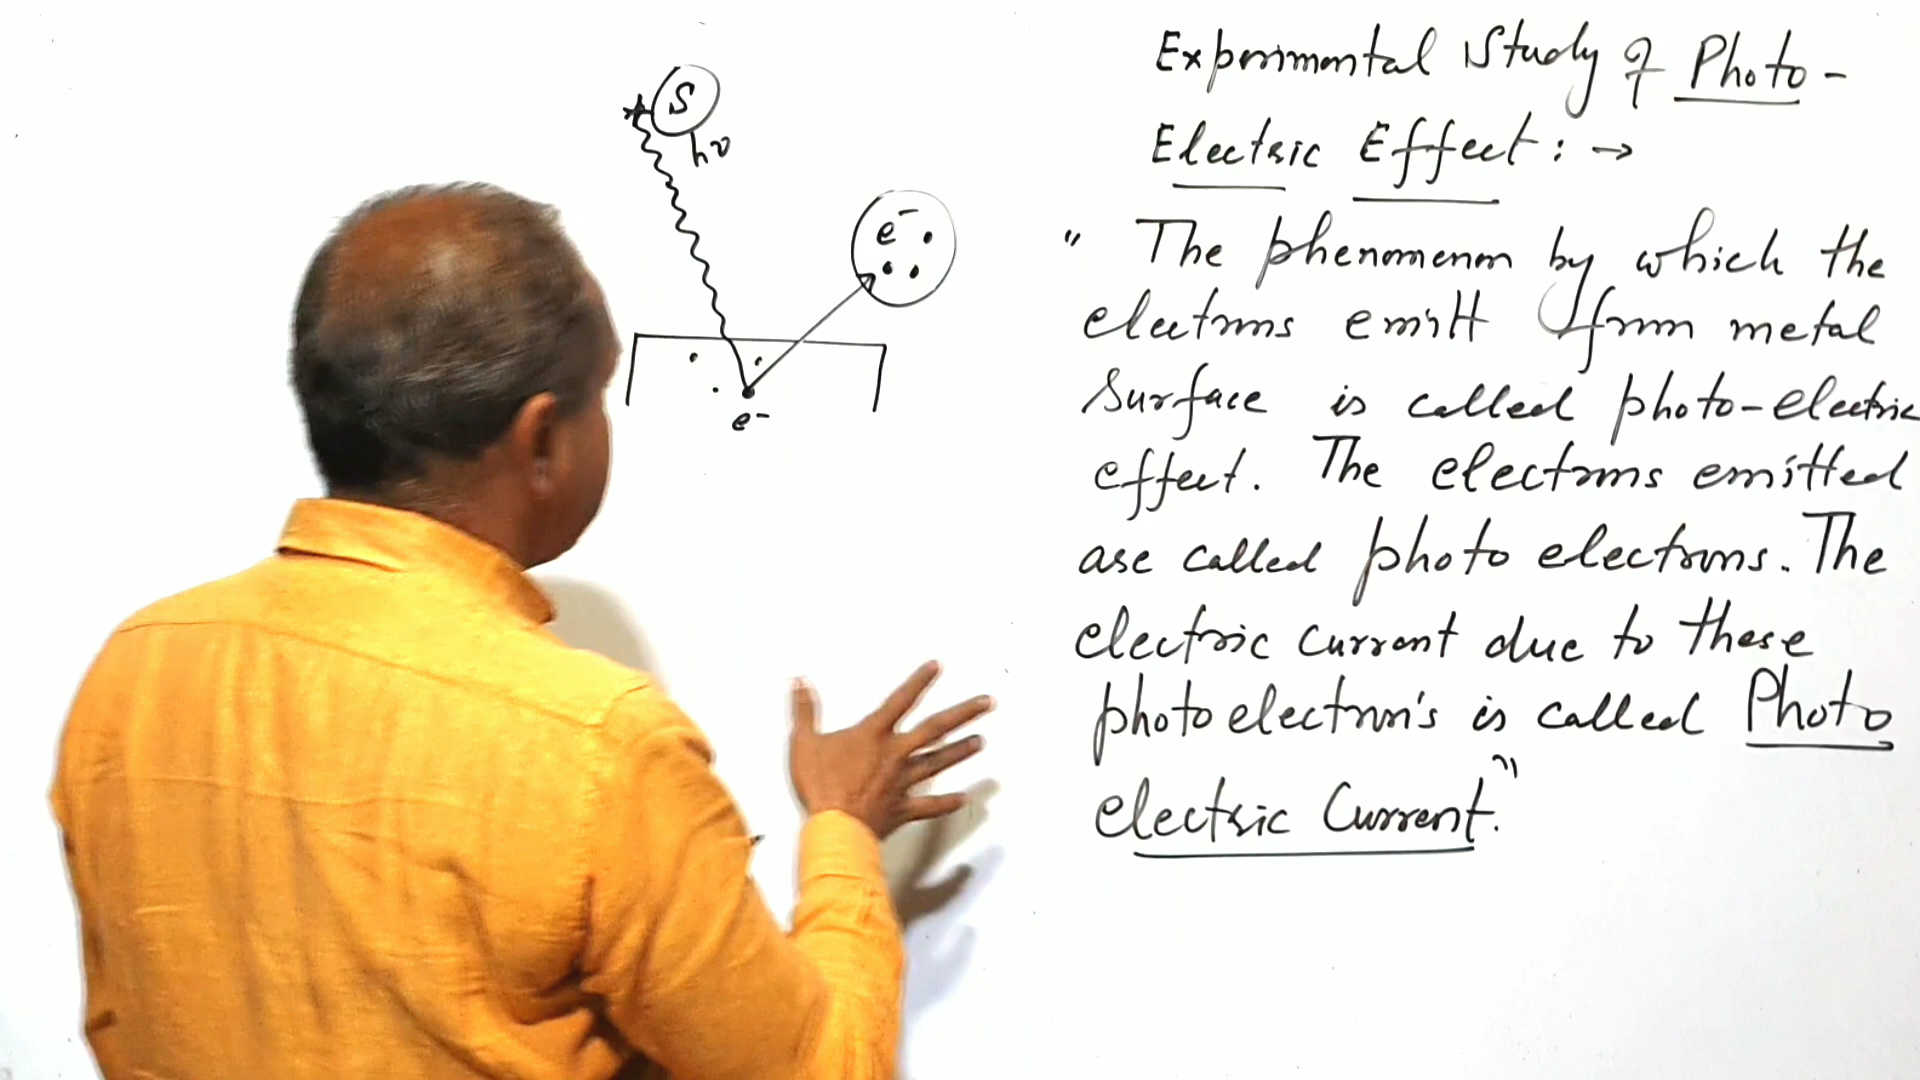 S
hν
e⁻
e⁻
Experimental Study of Photo-
Electric Effect : →
" The phenomenon by which the
electrons emitt from metal
Surface is called photo-electric
effect. The electrons emitted
are called photo electrons. The
electric current due to these
photo electron's is called Photo
electric Current."